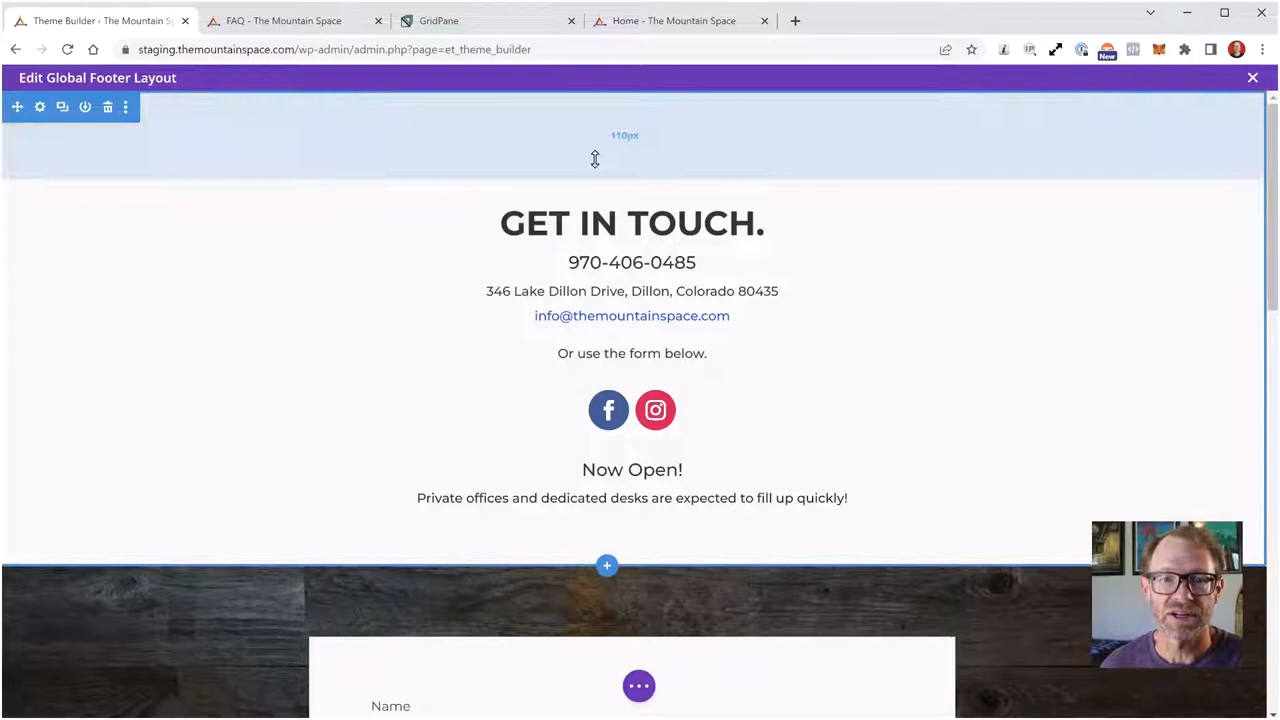 Theme Builder ‹ The Mountain Sp
FAQ - The Mountain Space
GridPane
Home - The Mountain Space
staging.themountainspace.com/wp-admin/admin.php?page=et_theme_builder
New
Edit Global Footer Layout
110px
GET IN TOUCH.
970-406-0485
346 Lake Dillon Drive, Dillon, Colorado 80435
info@themountainspace.com
Or use the form below.
Now Open!
Private offices and dedicated desks are expected to fill up quickly!
Name